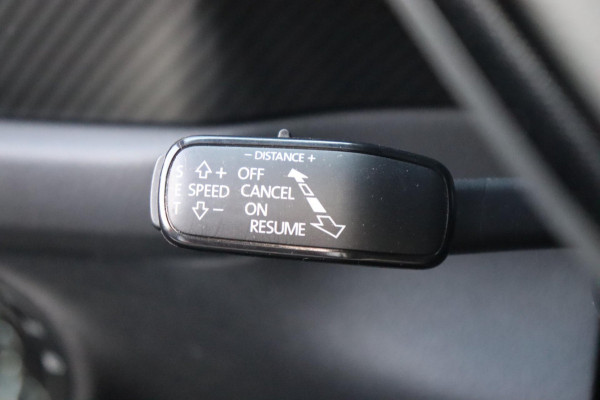 − DISTANCE +
S + OFF
E SPEED CANCEL
T − ON
RESUME